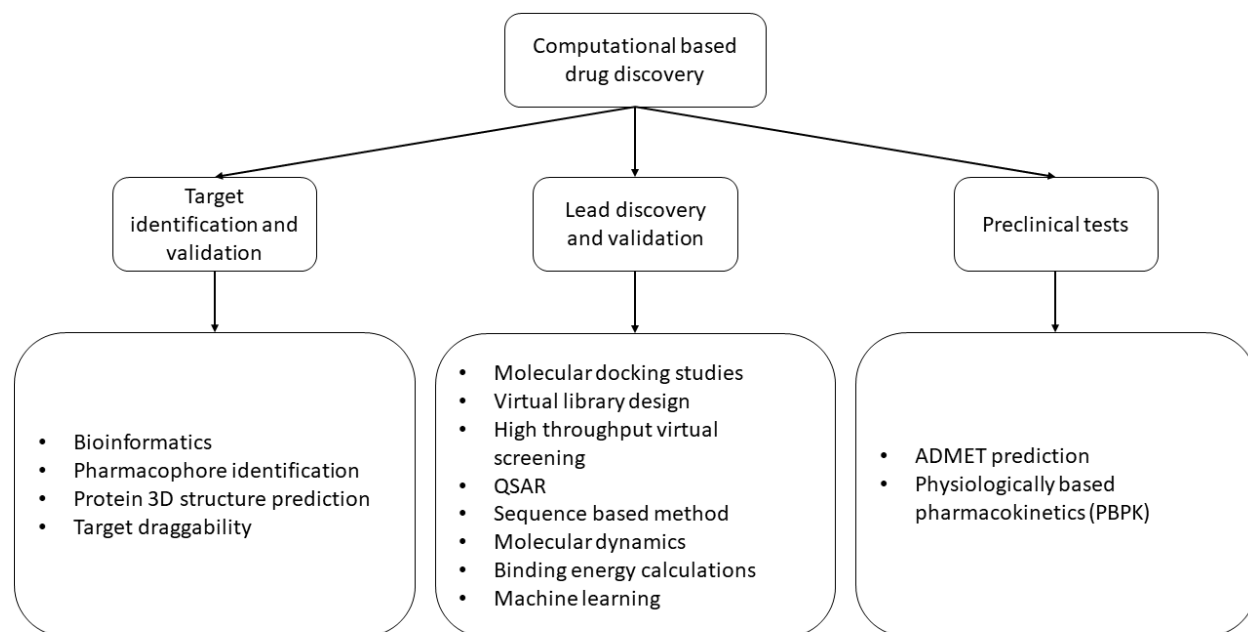 Computational based
drug discovery
Target
identification and
validation
Lead discovery
and validation
Preclinical tests
• Bioinformatics
• Pharmacophore identification
• Protein 3D structure prediction
• Target draggability
• Molecular docking studies
• Virtual library design
• High throughput virtual
screening
• QSAR
• Sequence based method
• Molecular dynamics
• Binding energy calculations
• Machine learning
• ADMET prediction
• Physiologically based
pharmacokinetics (PBPK)